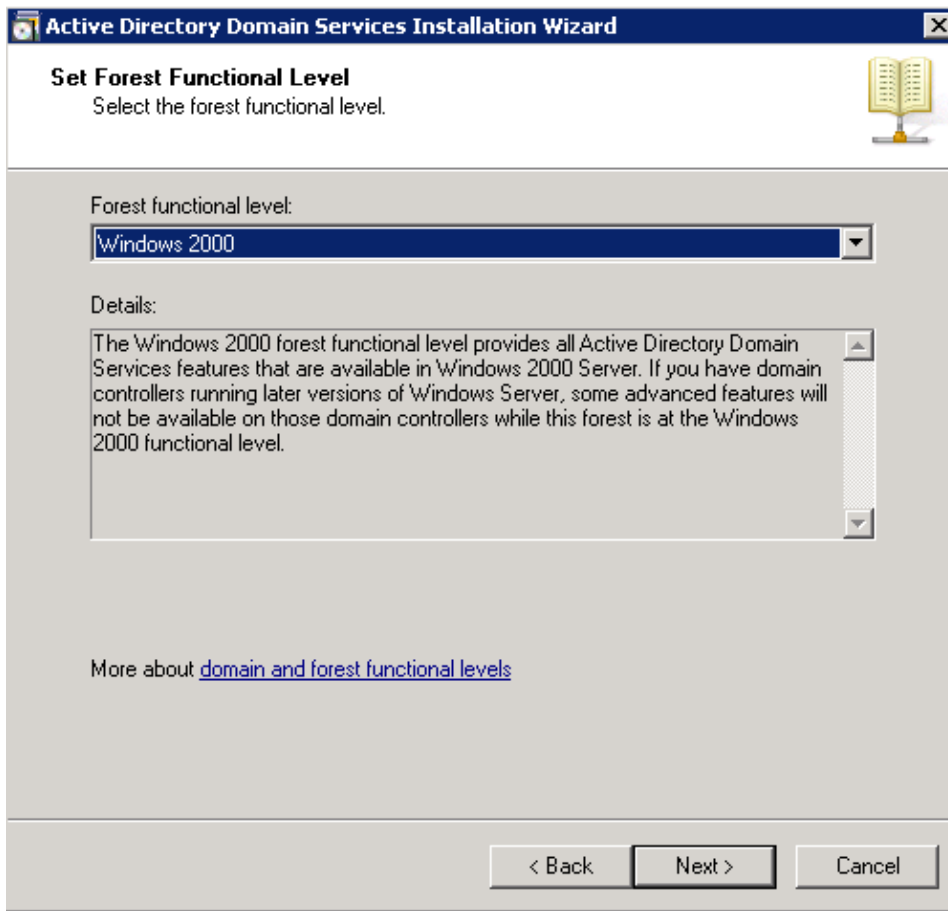 Active Directory Domain Services Installation Wizard
Set Forest Functional Level
Select the forest functional level.
Forest functional level:
Windows 2000
Details:
The Windows 2000 forest functional level provides all Active Directory Domain
Services features that are available in Windows 2000 Server. If you have domain
controllers running later versions of Windows Server, some advanced features will
not be available on those domain controllers while this forest is at the Windows
2000 functional level.
More about domain and forest functional levels
< Back
Next >
Cancel